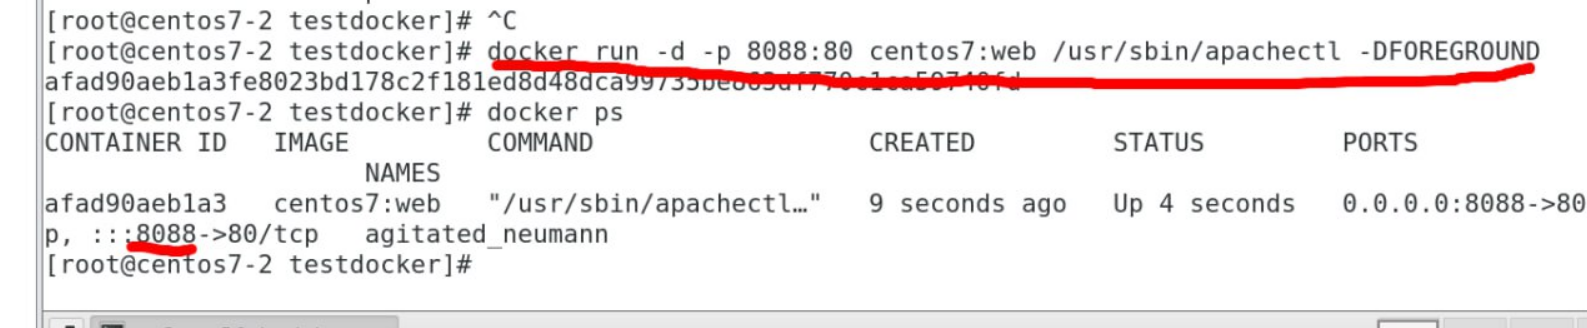 [root@centos7-2 testdocker]# ^C
[root@centos7-2 testdocker]# docker run -d -p 8088:80 centos7:web /usr/sbin/apachectl -DFOREGROUND
[root@centos7-2 testdocker]# docker ps
CONTAINER ID IMAGE COMMAND CREATED STATUS PORTS
NAMES
afad90aeb1a3 centos7:web "/usr/sbin/apachectl…" 9 seconds ago Up 4 seconds 0.0.0.0:8088->80
p, :::8088->80/tcp agitated_neumann
[root@centos7-2 testdocker]#